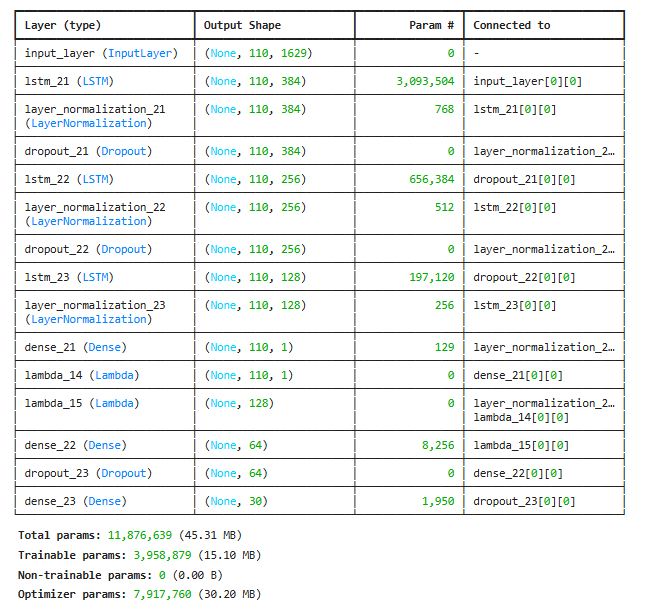 Layer (type) Output Shape Param # Connected to
input_layer (InputLayer) (None, 110, 1629) 0 -
lstm_21 (LSTM) (None, 110, 384) 3,093,504 input_layer[0][0]
layer_normalization_21 (None, 110, 384) 768 lstm_21[0][0]
(LayerNormalization)
dropout_21 (Dropout) (None, 110, 384) 0 layer_normalization_2…
lstm_22 (LSTM) (None, 110, 256) 656,384 dropout_21[0][0]
layer_normalization_22 (None, 110, 256) 512 lstm_22[0][0]
(LayerNormalization)
dropout_22 (Dropout) (None, 110, 256) 0 layer_normalization_2…
lstm_23 (LSTM) (None, 110, 128) 197,120 dropout_22[0][0]
layer_normalization_23 (None, 110, 128) 256 lstm_23[0][0]
(LayerNormalization)
dense_21 (Dense) (None, 110, 1) 129 layer_normalization_2…
lambda_14 (Lambda) (None, 110, 1) 0 dense_21[0][0]
lambda_15 (Lambda) (None, 128) 0 layer_normalization_2…
lambda_14[0][0]
dense_22 (Dense) (None, 64) 8,256 lambda_15[0][0]
dropout_23 (Dropout) (None, 64) 0 dense_22[0][0]
dense_23 (Dense) (None, 30) 1,950 dropout_23[0][0]
Total params: 11,876,639 (45.31 MB)
Trainable params: 3,958,879 (15.10 MB)
Non-trainable params: 0 (0.00 B)
Optimizer params: 7,917,760 (30.20 MB)